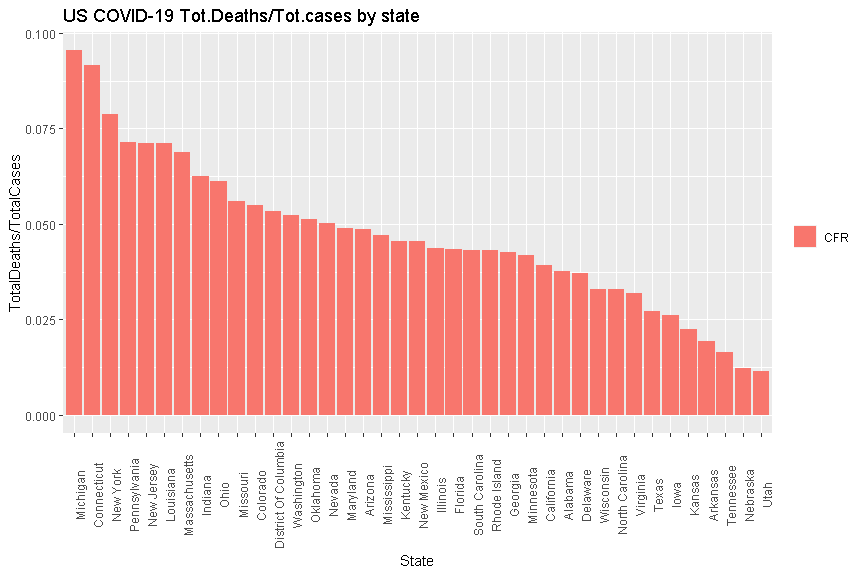 US COVID-19 Tot.Deaths/Tot.cases by state
TotalDeaths/TotalCases
0.100
0.075
0.050
0.025
0.000
Michigan
Connecticut
New York
Pennsylvania
New Jersey
Louisiana
Massachusetts
Indiana
Ohio
Missouri
Colorado
District Of Columbia
Washington
Oklahoma
Nevada
Maryland
Arizona
Mississippi
Kentucky
New Mexico
Illinois
Florida
South Carolina
Rhode Island
Georgia
Minnesota
California
Alabama
Delaware
Wisconsin
North Carolina
Virginia
Texas
Iowa
Kansas
Arkansas
Tennessee
Nebraska
Utah
State
CFR